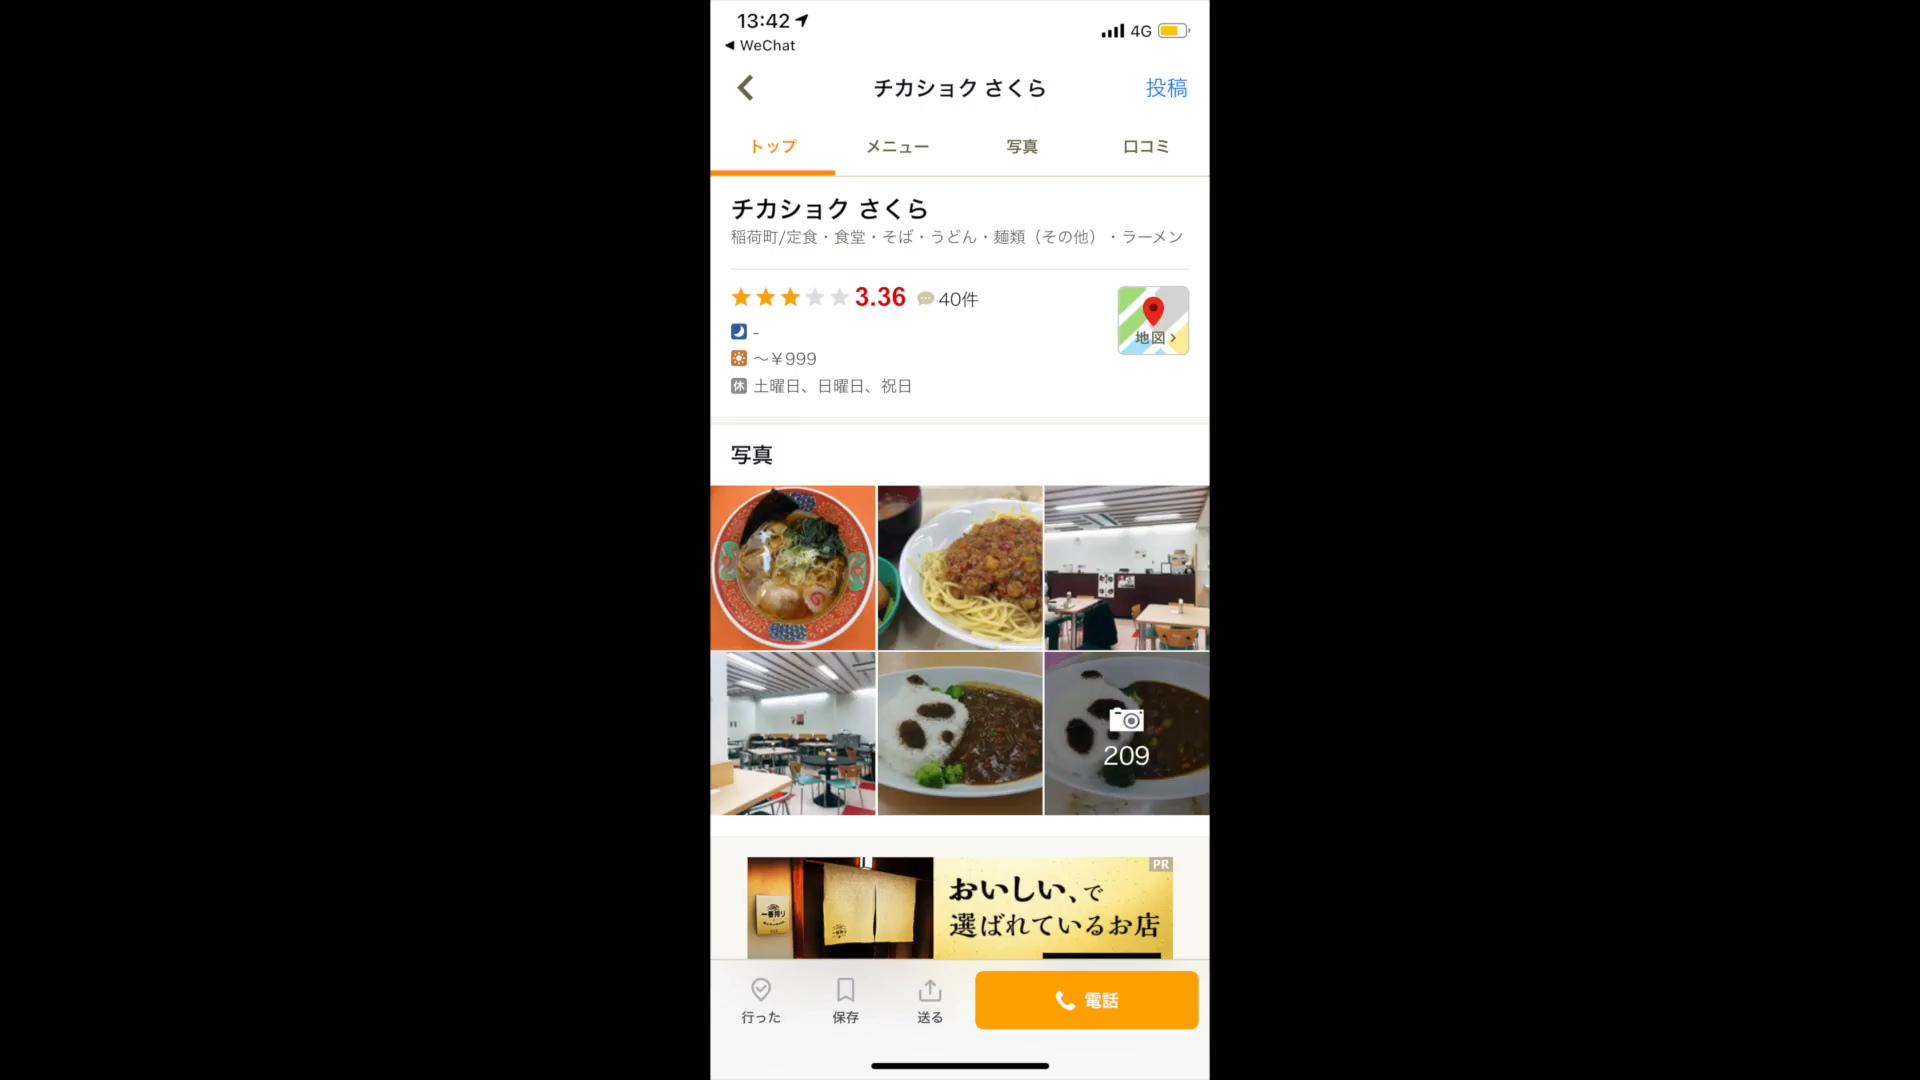 13:42
4G
◀ WeChat
チカショク さくら
投稿
トップ
メニュー
写真
口コミ
チカショク さくら
稲荷町/定食・食堂・そば・うどん・麺類（その他）・ラーメン
3.36
40件
-
～¥999
休 土曜日、日曜日、祝日
地図 ›
写真
209
PR
おいしい、で
選ばれているお店
一番搾り
行った
保存
送る
電話